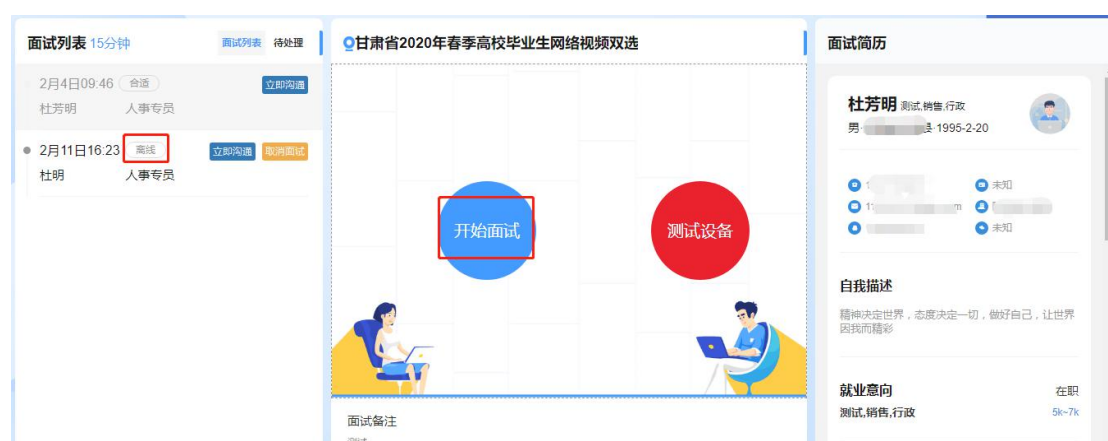 面试列表 15分钟 面试列表 待处理
2月4日09:46 合适 立即沟通
杜芳明 人事专员
2月11日16:23 离线 立即沟通 取消面试
杜明 人事专员
甘肃省2020年春季高校毕业生网络视频双选
开始面试
测试设备
面试备注
面试简历
杜芳明 测试,销售,行政
男· 1995-2-20
未知
m
未知
自我描述
精神决定世界，态度决定一切，做好自己，让世界
因我而精彩
就业意向 在职
测试,销售,行政 5k~7k